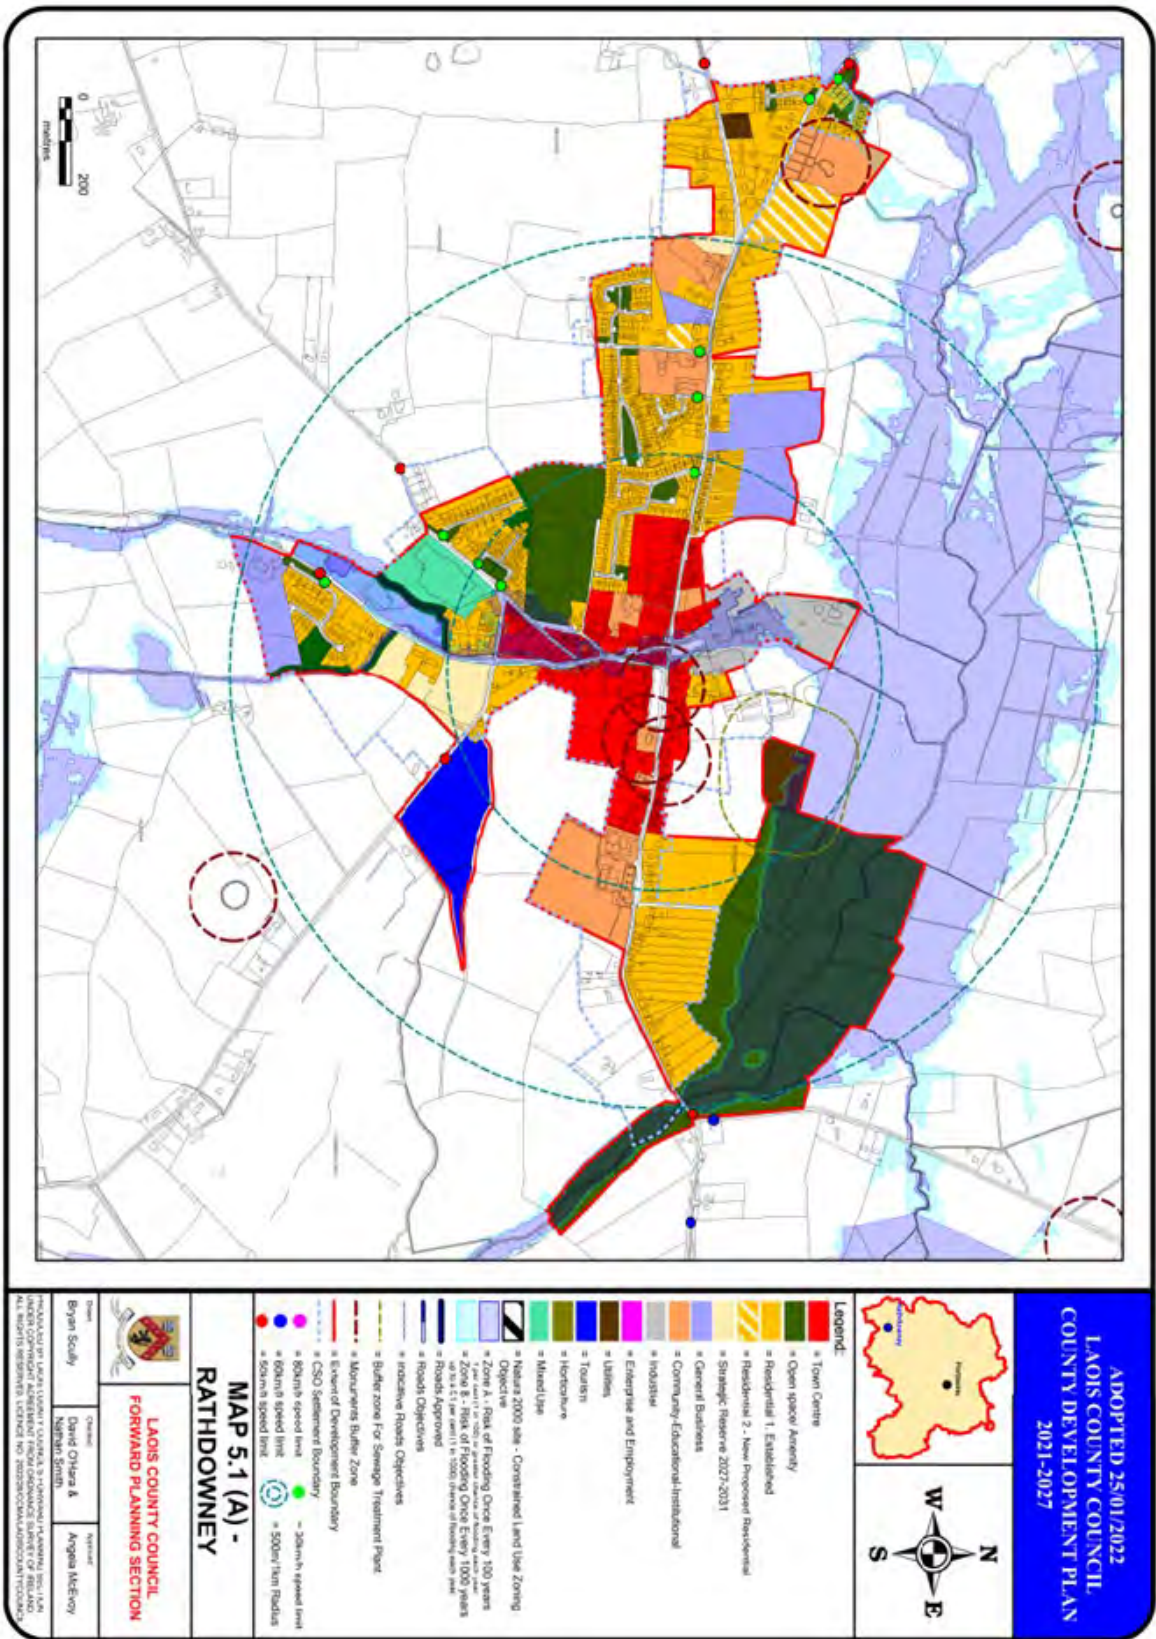 ADOPTED 25/01/2022
LAOIS COUNTY COUNCIL
COUNTY DEVELOPMENT PLAN
2021-2027
N
W
E
S
Portlaoise
Rathdowney
Legend:
= Town Centre
= Open space/ Amenity
= Residential 1: Established
= Residential 2 - New Proposed Residential
= Strategic Reserve 2027-2031
= General Business
= Community-Educational-Institutional
= Industrial
= Enterprise and Employment
= Utilities
= Tourism
= Horticulture
= Mixed Use
= Natura 2000 site - Constrained Land Use Zoning
Objective
= Zone A - Risk of Flooding Once Every 100 years
= Zone B - Risk of Flooding Once Every 1000 years
= Roads Approved
= Roads Objectives
= Indicative Roads Objectives
= Buffer zone For Sewage Treatment Plant
= Monuments Buffer Zone
= Extent of Development Boundary
= CSO Settlement Boundary
= 80km/h speed limit
= 30km/h speed limit
= 60km/h speed limit
= 50km/h speed limit
= 500m/1km Radius
MAP 5.1 (A) -
RATHDOWNEY
LAOIS COUNTY COUNCIL
FORWARD PLANNING SECTION
Drawn:
Bryan Scully
Checked:
David O'Hara &
Nathan Smith
Approved:
Angela McEvoy
0
200
metres